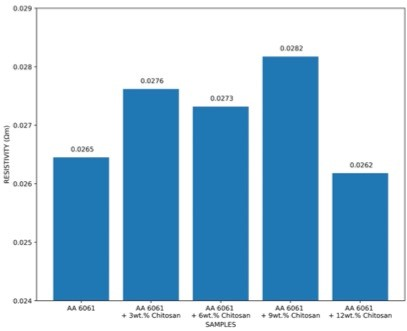 0.029
0.028
0.027
0.026
0.025
0.024
RESISTIVITY (Ωm)
0.0265
0.0276
0.0273
0.0282
0.0262
AA 6061
AA 6061
+ 3wt.% Chitosan
AA 6061
+ 6wt.% Chitosan
AA 6061
+ 9wt.% Chitosan
AA 6061
+ 12wt.% Chitosan
SAMPLES